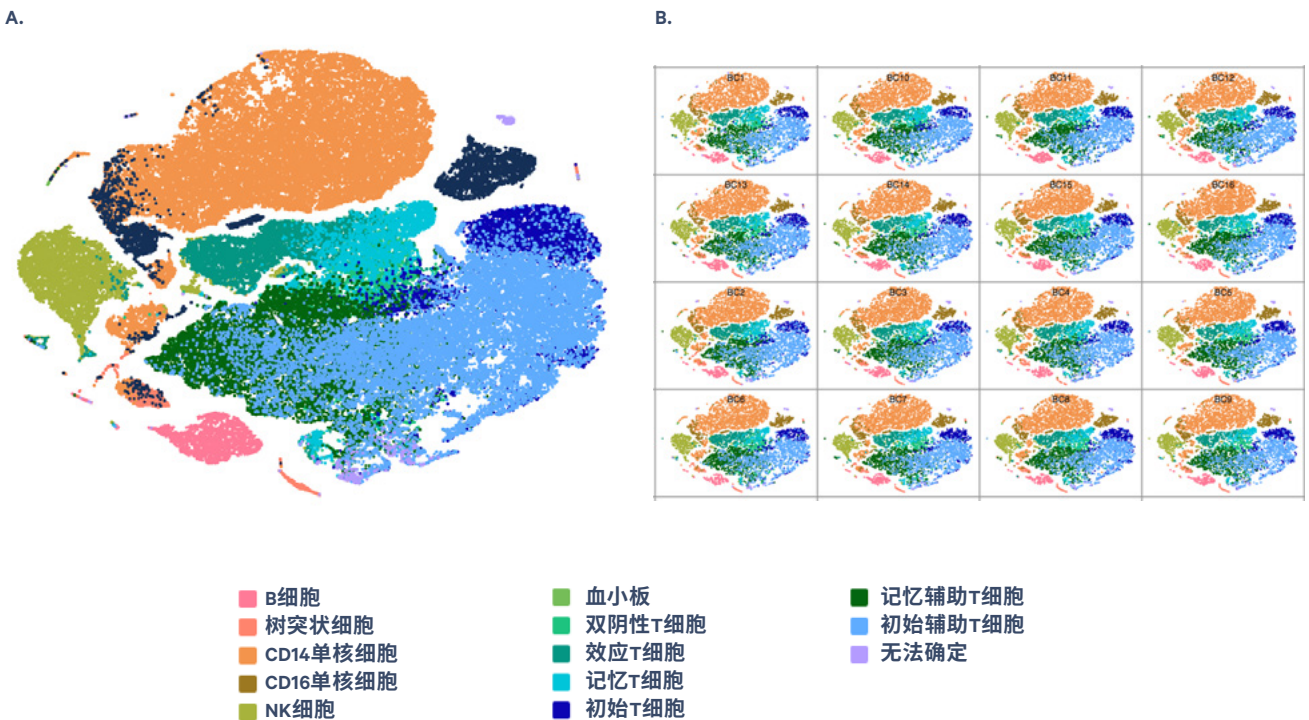 A.
B.
BC1
BC10
BC11
BC12
BC13
BC14
BC15
BC16
BC2
BC3
BC4
BC5
BC6
BC7
BC8
BC9
B细胞
树突状细胞
CD14单核细胞
CD16单核细胞
NK细胞
血小板
双阴性T细胞
效应T细胞
记忆T细胞
初始T细胞
记忆辅助T细胞
初始辅助T细胞
无法确定